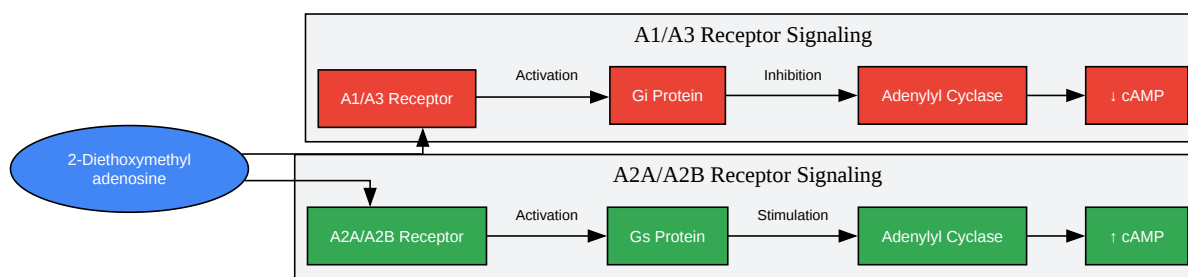 A1/A3 Receptor Signaling
Activation
Inhibition
A1/A3 Receptor
Gi Protein
Adenylyl Cyclase
↓ cAMP
2-Diethoxymethyl
adenosine
A2A/A2B Receptor Signaling
Activation
Stimulation
A2A/A2B Receptor
Gs Protein
Adenylyl Cyclase
↑ cAMP